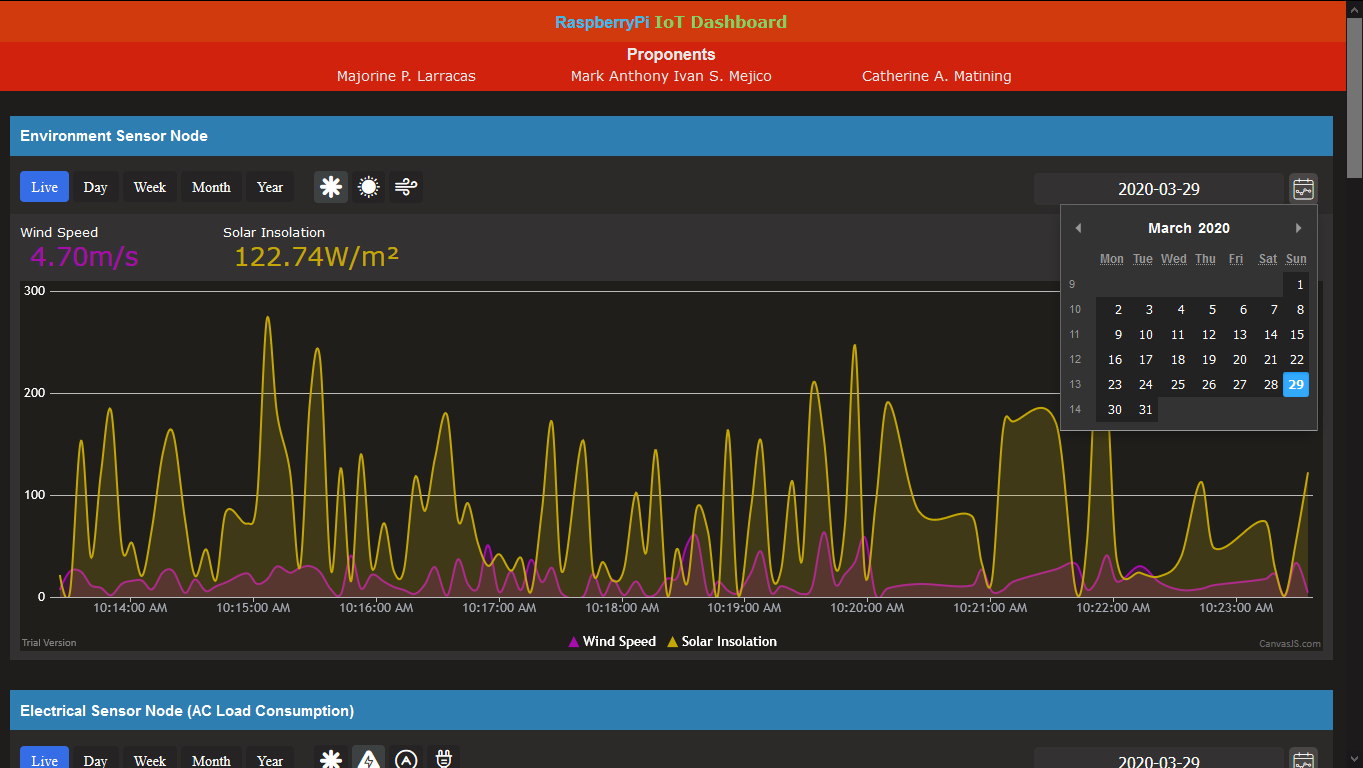 RaspberryPi IoT Dashboard
Proponents
Majorine P. Larracas Mark Anthony Ivan S. Mejico Catherine A. Matining
Environment Sensor Node
Live Day Week Month Year 2020-03-29
Wind Speed Solar Insolation
4.70m/s 122.74W/m²
March 2020
Mon Tue Wed Thu Fri Sat Sun
9 1
10 2 3 4 5 6 7 8
11 9 10 11 12 13 14 15
12 16 17 18 19 20 21 22
13 23 24 25 26 27 28 29
14 30 31
300
200
100
0
10:14:00 AM 10:15:00 AM 10:16:00 AM 10:17:00 AM 10:18:00 AM 10:19:00 AM 10:20:00 AM 10:21:00 AM 10:22:00 AM 10:23:00 AM
Wind Speed Solar Insolation
Trial Version CanvasJS.com
Electrical Sensor Node (AC Load Consumption)
Live Day Week Month Year A 2020-03-29